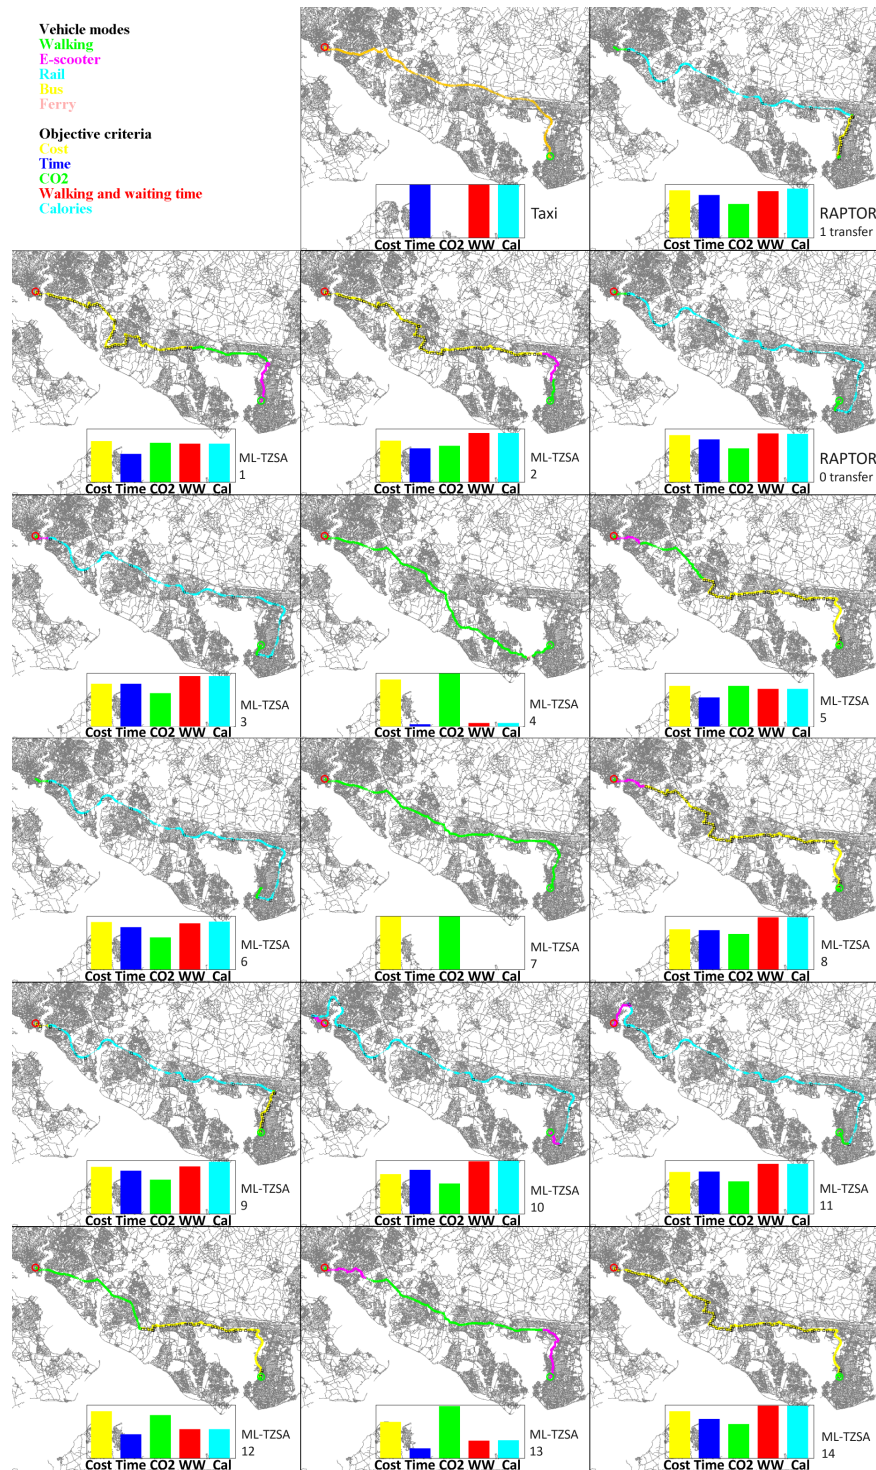 Vehicle modes
Walking
E-scooter
Rail
Bus
Ferry
Objective criteria
Cost
Time
CO2
Walking and waiting time
Calories
Taxi
Cost Time CO2 WW Cal
RAPTOR
1 transfer
Cost Time CO2 WW Cal
ML-TZSA
1
Cost Time CO2 WW Cal
ML-TZSA
2
Cost Time CO2 WW Cal
RAPTOR
0 transfer
Cost Time CO2 WW Cal
ML-TZSA
3
Cost Time CO2 WW Cal
ML-TZSA
4
Cost Time CO2 WW Cal
ML-TZSA
5
Cost Time CO2 WW Cal
ML-TZSA
6
Cost Time CO2 WW Cal
ML-TZSA
7
Cost Time CO2 WW Cal
ML-TZSA
8
Cost Time CO2 WW Cal
ML-TZSA
9
Cost Time CO2 WW Cal
ML-TZSA
10
Cost Time CO2 WW Cal
ML-TZSA
11
Cost Time CO2 WW Cal
ML-TZSA
12
Cost Time CO2 WW Cal
ML-TZSA
13
Cost Time CO2 WW Cal
ML-TZSA
14
Cost Time CO2 WW Cal